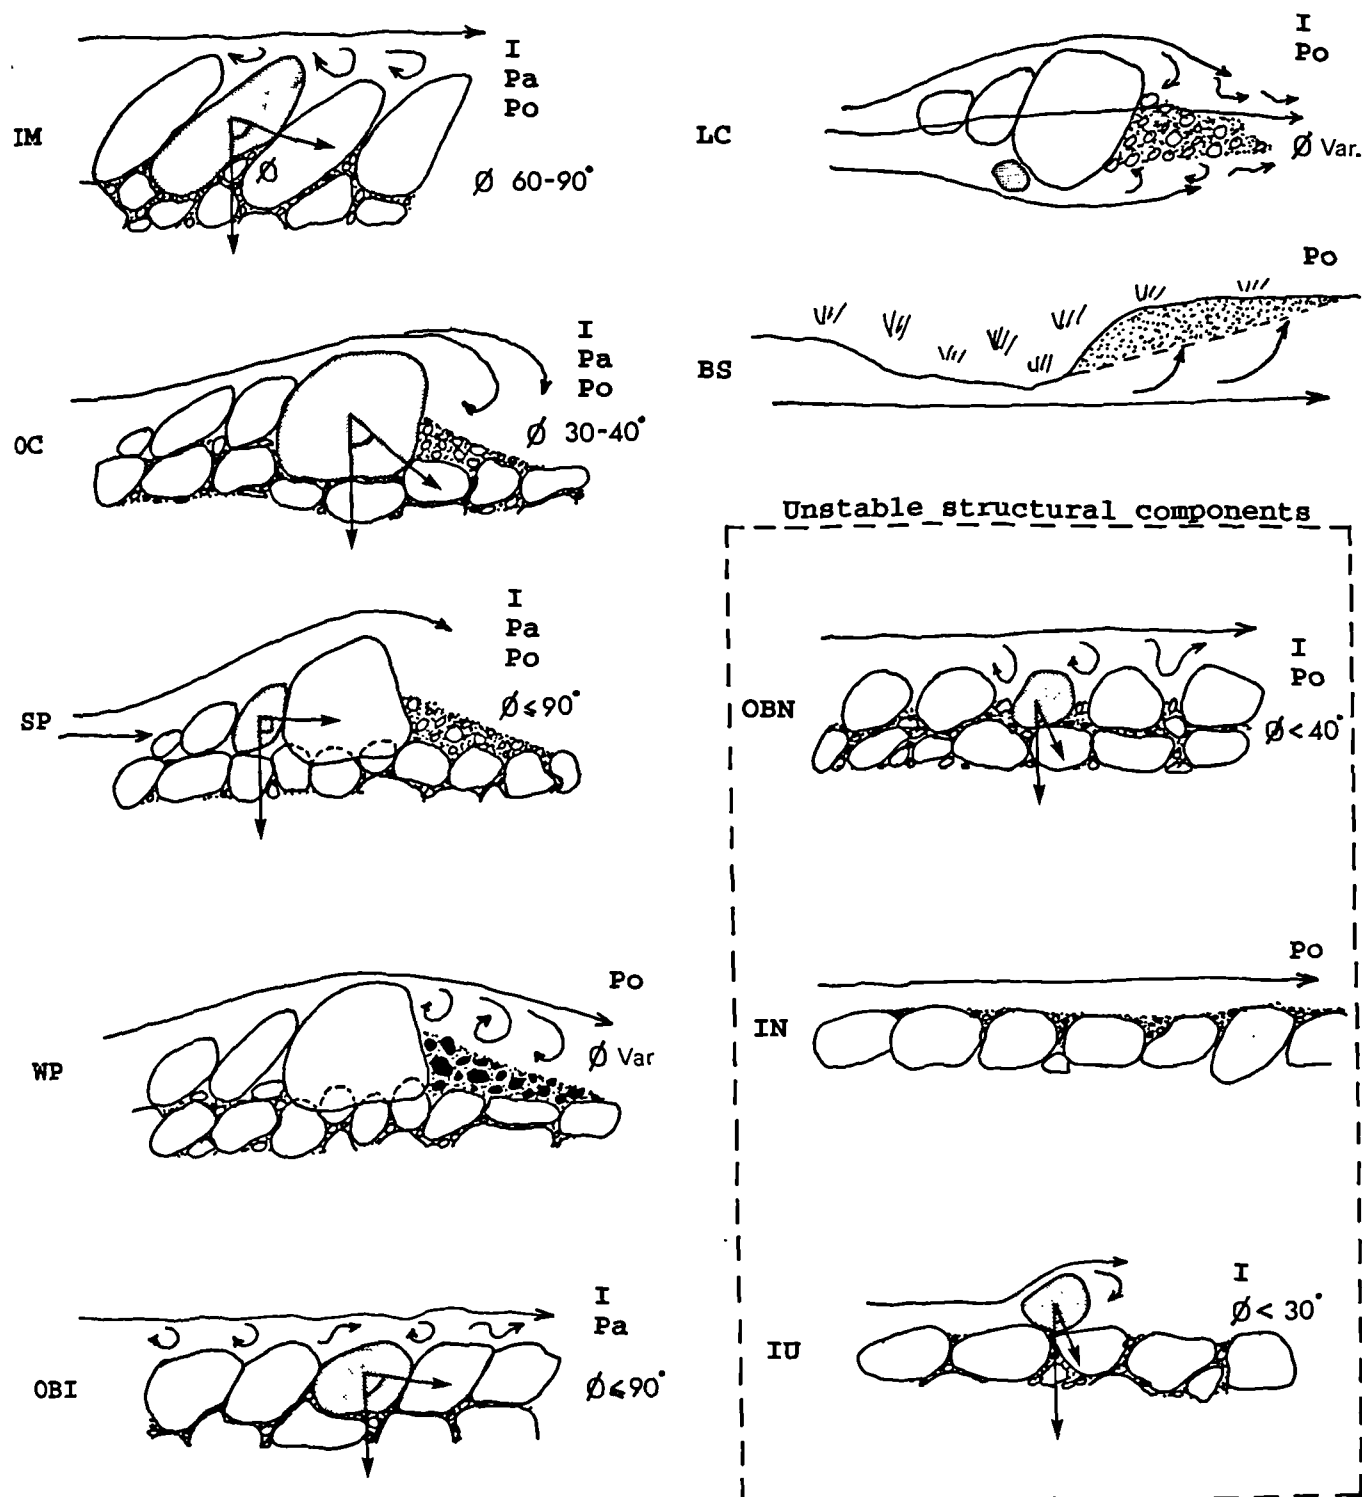 IM
I
Pa
Po
Ø
Ø 60-90°
OC
I
Pa
Po
Ø 30-40°
SP
I
Pa
Po
Ø≤90°
WP
Po
Ø Var
OBI
I
Pa
Ø≤90°
LC
I
Po
Ø Var.
BS
Po
Unstable structural components
OBN
I
Po
Ø<40°
IN
Po
IU
I
Ø<30°